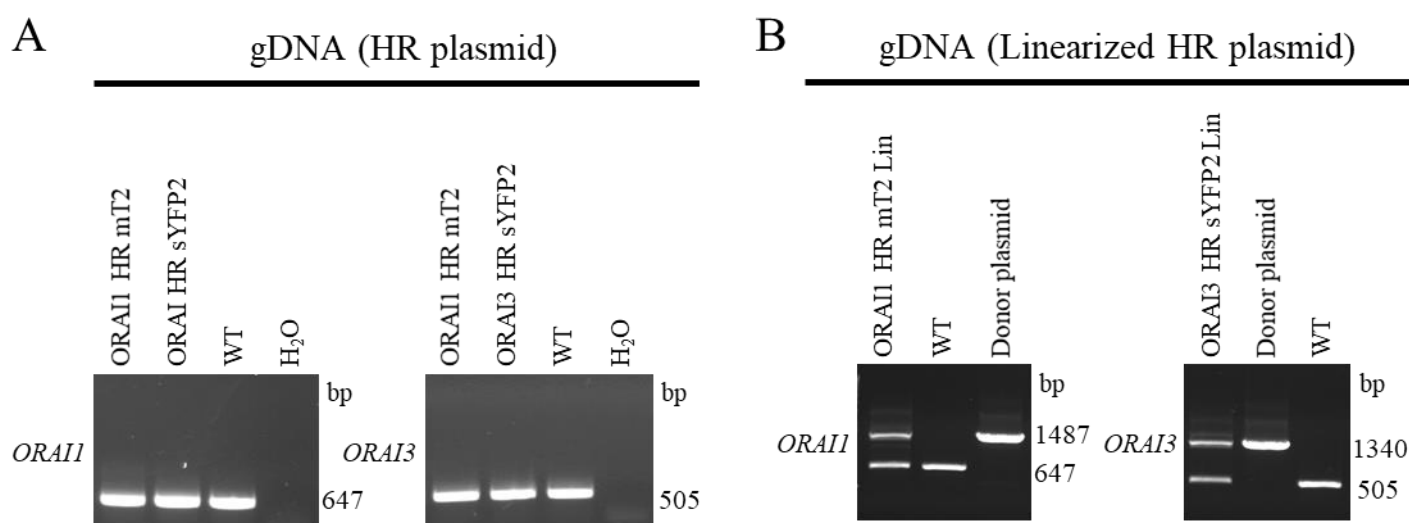 A
gDNA (HR plasmid)
ORAI1 HR mT2
ORAI HR sYFP2
WT
H₂O
bp
ORAI1
647
ORAI1 HR mT2
ORAI3 HR sYFP2
WT
H₂O
bp
ORAI3
505
B
gDNA (Linearized HR plasmid)
ORAI1 HR mT2 Lin
WT
Donor plasmid
bp
ORAI1
1487
647
ORAI3 HR sYFP2 Lin
Donor plasmid
WT
bp
ORAI3
1340
505